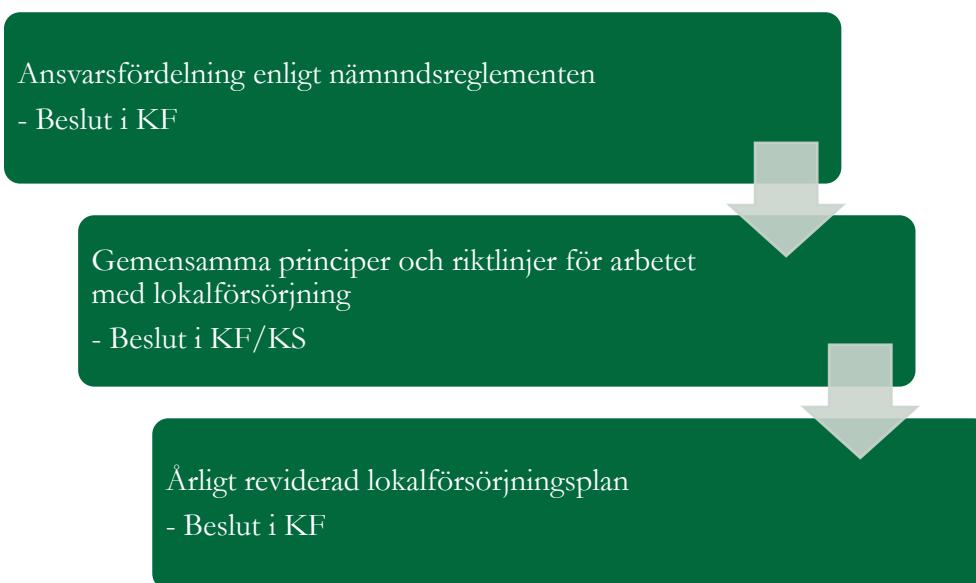 Ansvarsfördelning enligt nämnndsreglementen
- Beslut i KF
Gemensamma principer och riktlinjer för arbetet
med lokalförsörjning
- Beslut i KF/KS
Årligt reviderad lokalförsörjningsplan
- Beslut i KF